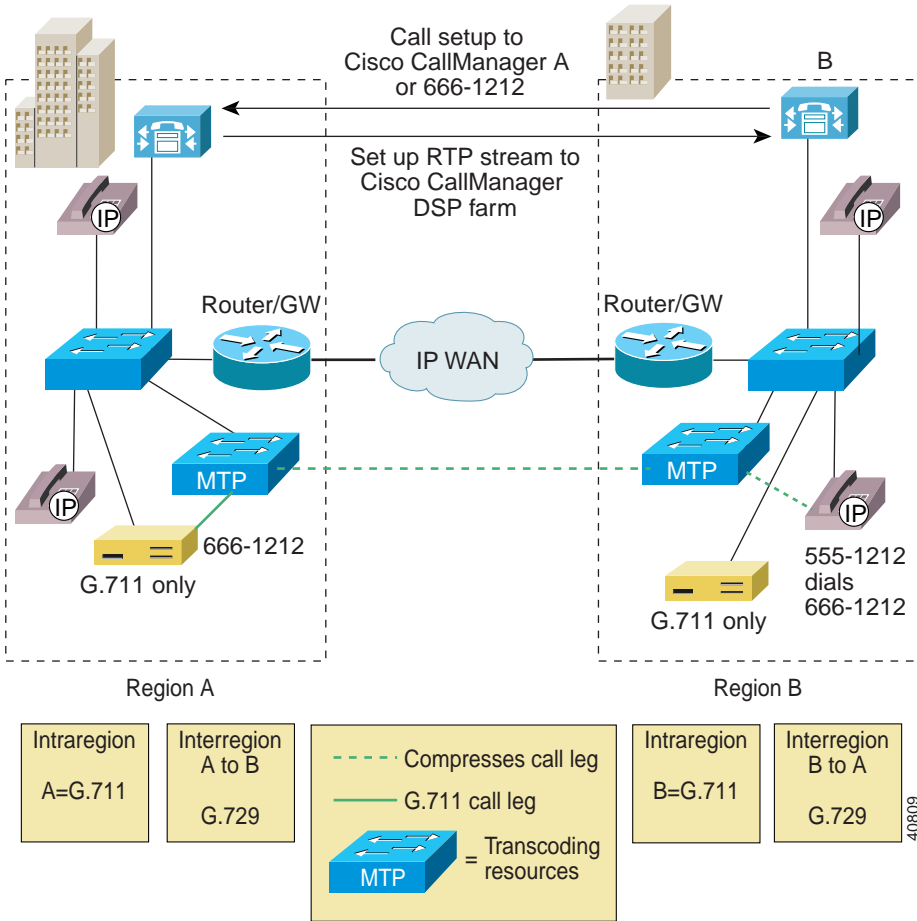 Call setup to
Cisco CallManager A
or 666-1212
B
Set up RTP stream to
Cisco CallManager
DSP farm
IP
IP
Router/GW
IP WAN
Router/GW
MTP
MTP
IP
IP
666-1212
G.711 only
555-1212
dials
666-1212
G.711 only
Region A
Region B
Intraregion
A=G.711
Interregion
A to B
G.729
Compresses call leg
G.711 call leg
MTP
= Transcoding
resources
Intraregion
B=G.711
Interregion
B to A
G.729
40809